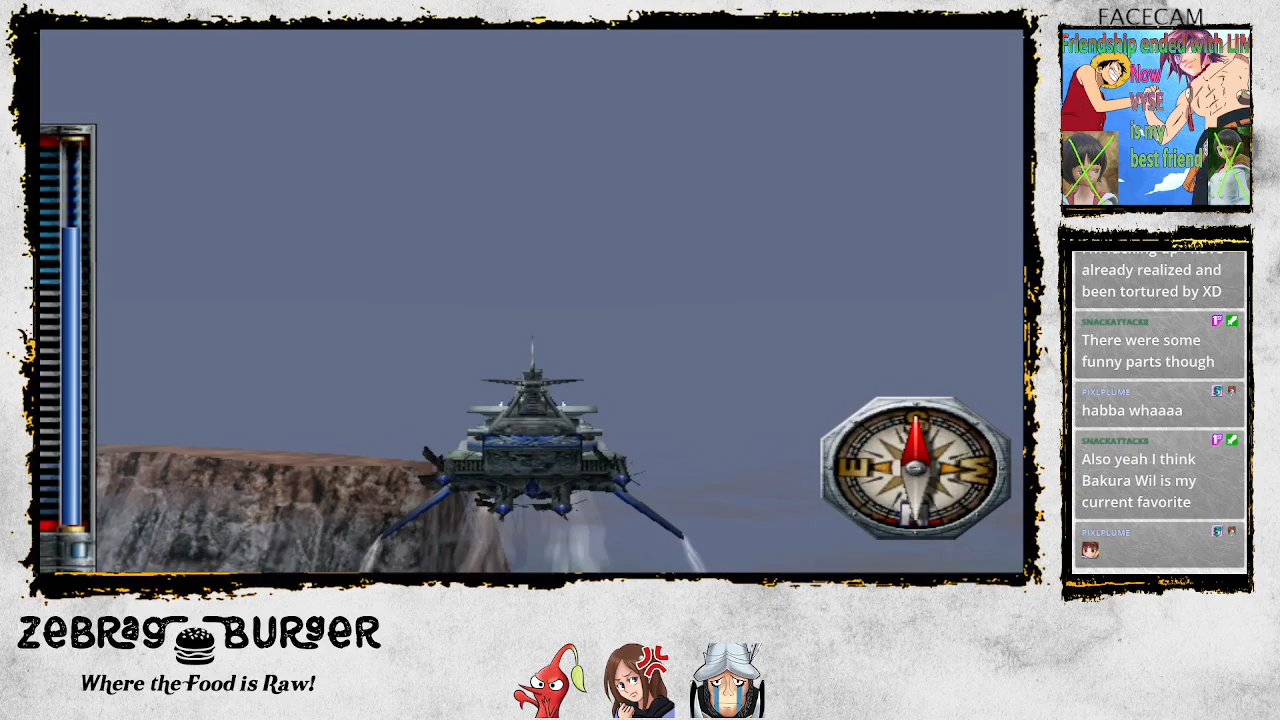 FACECAM
Friendship ended with LIN
Now
VYSE
is my
best friend
already realized and
been tortured by XD
SNACKATTACK8
There were some
funny parts though
PIXLPLUME
habba whaaaa
SNACKATTACK8
Also yeah I think
Bakura Wil is my
current favorite
PIXLPLUME
S
E
W
ZEBRAG BURGER
Where the Food is Raw!